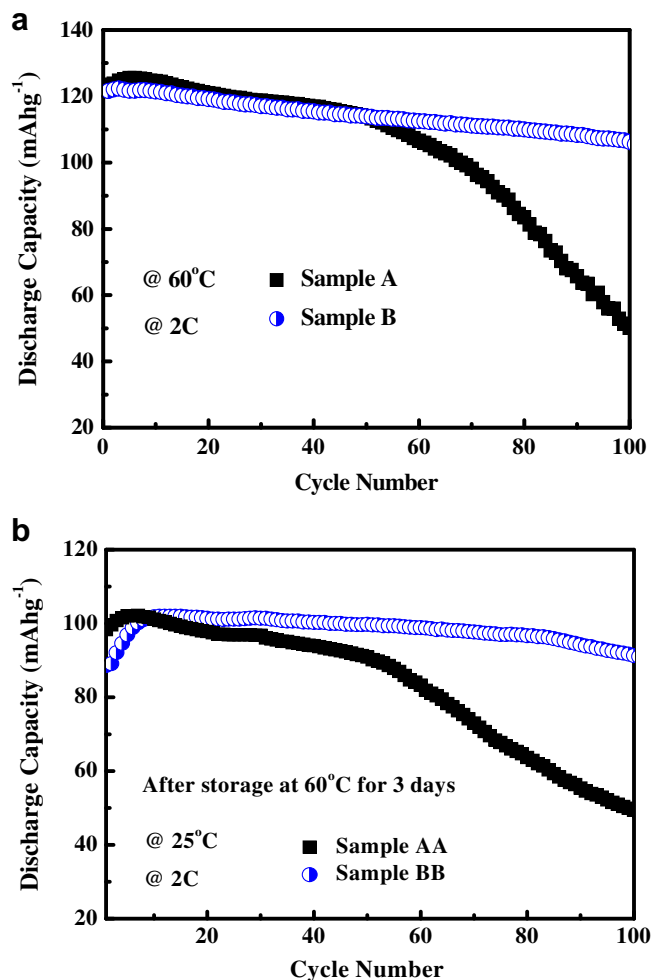 a
140
120
100
80
60
40
20
Discharge Capacity (mAhg⁻¹)
@ 60°C
@ 2C
Sample A
Sample B
0 20 40 60 80 100
Cycle Number
b
120
100
80
60
40
20
Discharge Capacity (mAhg⁻¹)
After storage at 60°C for 3 days
@ 25°C
@ 2C
Sample AA
Sample BB
20 40 60 80 100
Cycle Number